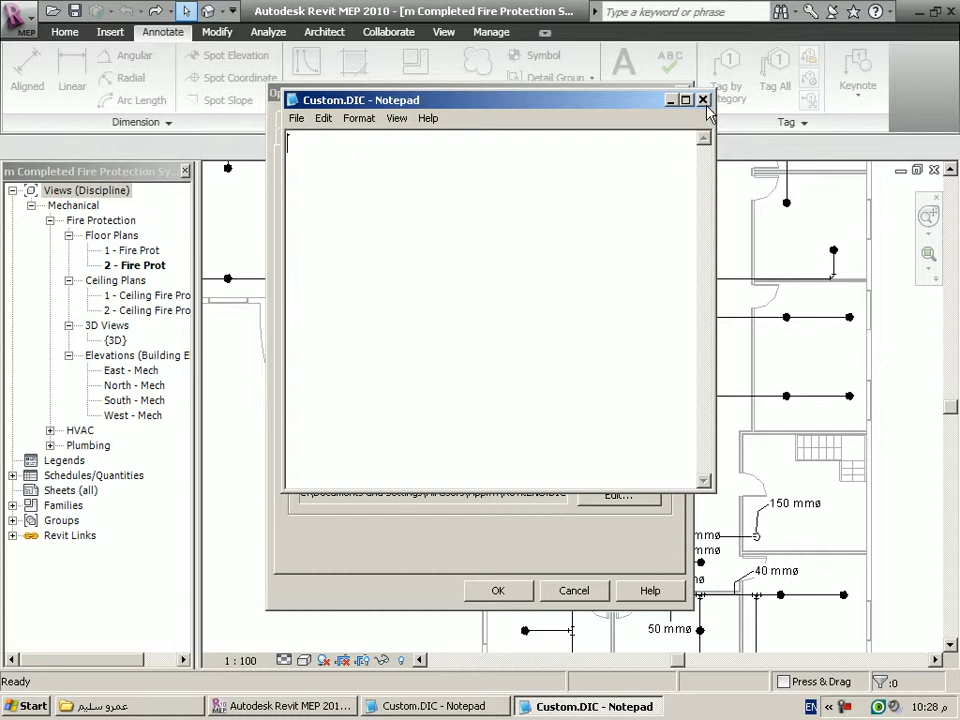 Autodesk Revit MEP 2010 - [m Completed Fire Protection S...
Type a keyword or phrase
Home
Insert
Annotate
Modify
Analyze
Architect
Collaborate
View
Manage
Aligned
Linear
Angular
Radial
Arc Length
Spot Elevation
Spot Coordinate
Spot Slope
Symbol
Detail Group
Tag by
Category
Tag All
Keynote
Dimension
Tag
Custom.DIC - Notepad
File
Edit
Format
View
Help
m Completed Fire Protection Sy...
Views (Discipline)
Mechanical
Fire Protection
Floor Plans
1 - Fire Prot
2 - Fire Prot
Ceiling Plans
1 - Ceiling Fire Pro
2 - Ceiling Fire Pro
3D Views
{3D}
Elevations (Building E
East - Mech
North - Mech
South - Mech
West - Mech
HVAC
Plumbing
Legends
Schedules/Quantities
Sheets (all)
Families
Groups
Revit Links
Edit...
150 mmø
mmø
mmø
40 mmø
50 mmø
OK
Cancel
Help
1 : 100
Ready
Press & Drag
:0
Start
عمرو سليم
Autodesk Revit MEP 201...
Custom.DIC - Notepad
Custom.DIC - Notepad
EN
10:28 م